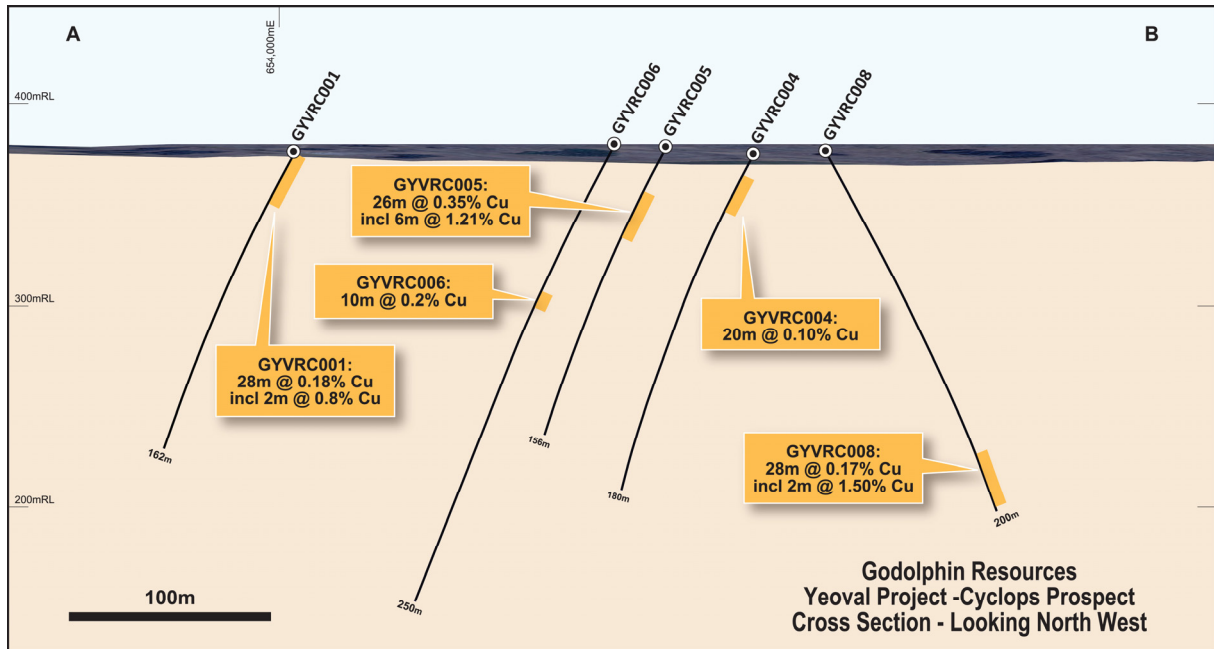 A
B
654,000mE
GYVRC001
GYVRC006
GYVRC005
GYVRC004
GYVRC008
400mRL
GYVRC005:
26m @ 0.35% Cu
incl 6m @ 1.21% Cu
GYVRC006:
10m @ 0.2% Cu
300mRL
GYVRC004:
20m @ 0.10% Cu
GYVRC001:
28m @ 0.18% Cu
incl 2m @ 0.8% Cu
156m
162m
GYVRC008:
28m @ 0.17% Cu
incl 2m @ 1.50% Cu
180m
200mRL
200m
250m
100m
Godolphin Resources
Yeoval Project -Cyclops Prospect
Cross Section - Looking North West